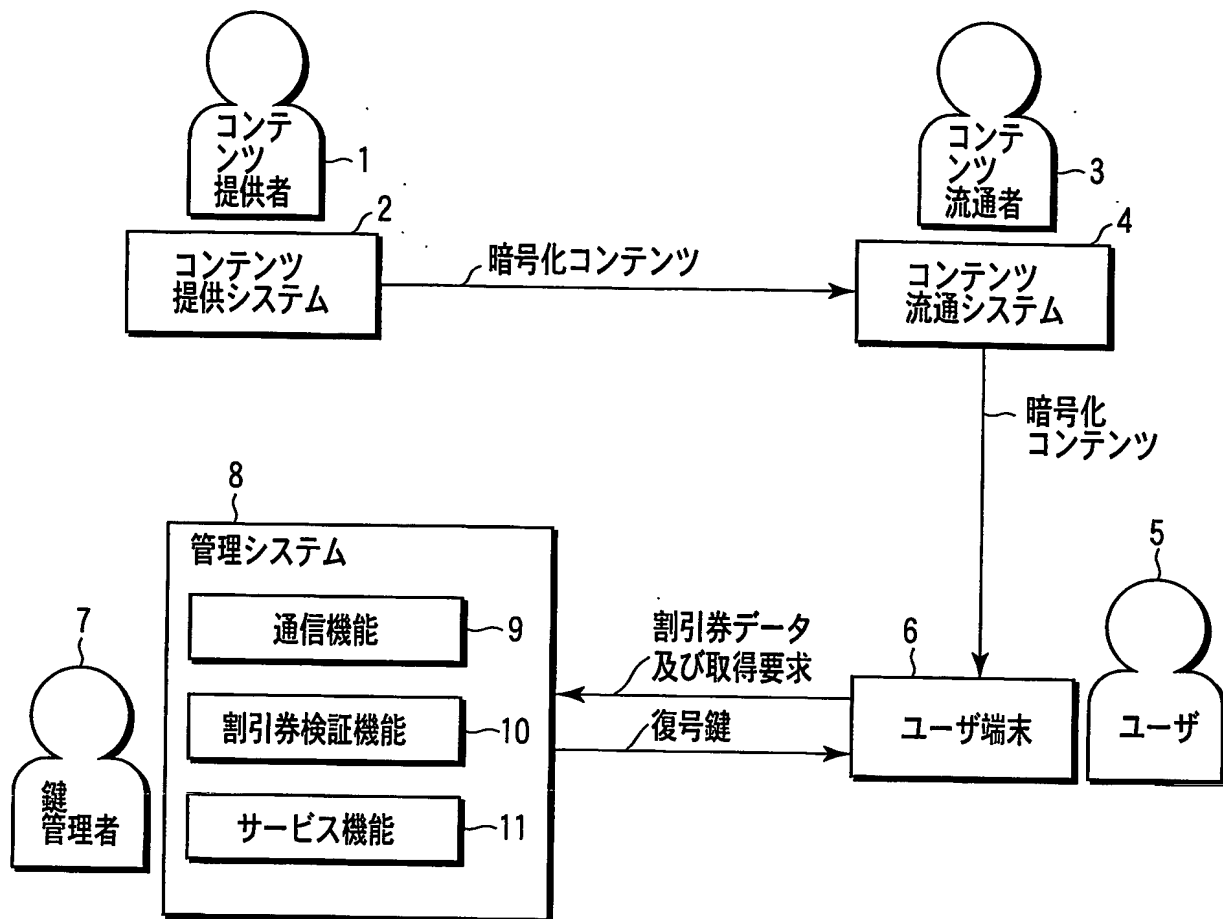 コンテ
ンツ
提供者
1
2
コンテンツ
提供システム
暗号化コンテンツ
コンテ
ンツ
流通者
3
4
コンテンツ
流通システム
暗号化
コンテンツ
8
管理システム
通信機能
9
割引券検証機能
10
サービス機能
11
7
鍵
管理者
割引券データ
及び取得要求
復号鍵
6
ユーザ端末
5
ユーザ